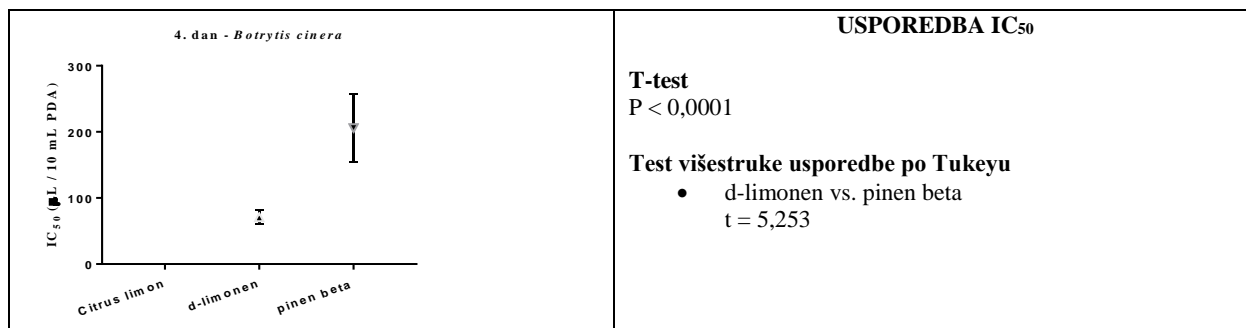 4. dan - Botrytis cinera
300
200
100
0
IC50 (µL / 10 mL PDA)
Citrus limon
d-limonen
pinen beta
USPOREDBA IC50
T-test
P < 0,0001
Test višestruke usporedbe po Tukeyu
• d-limonen vs. pinen beta
t = 5,253